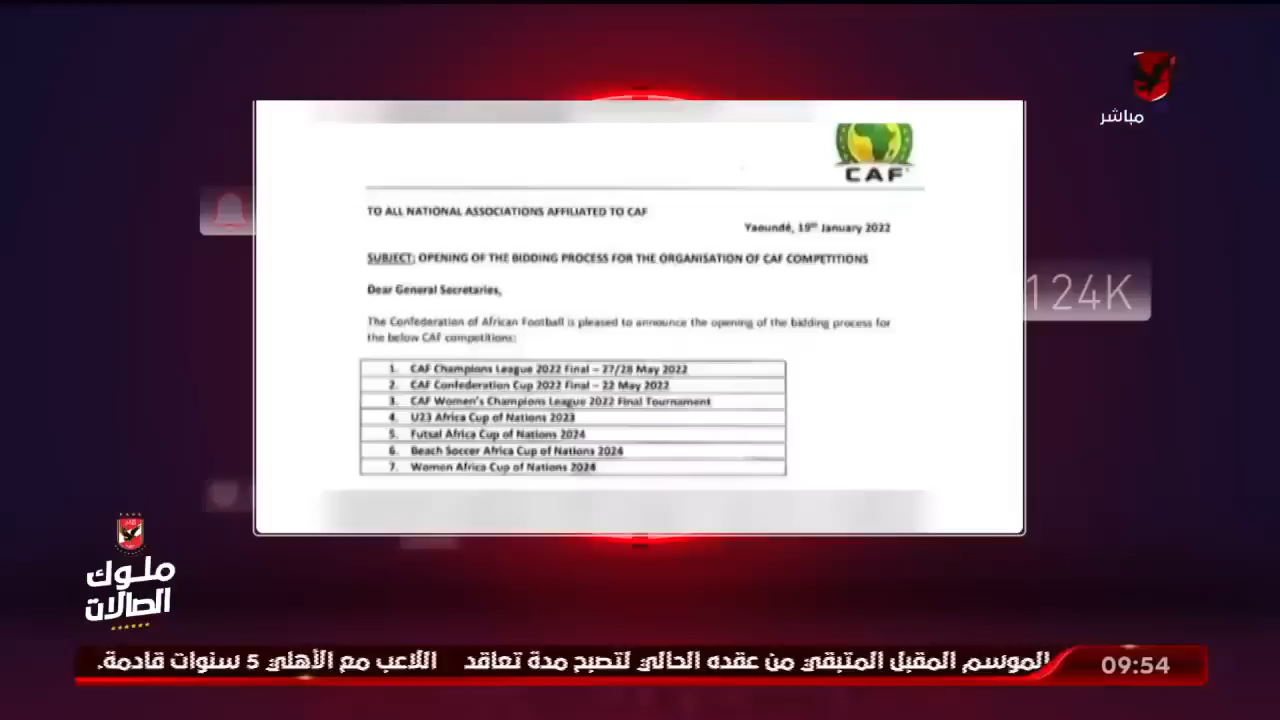 مباشر
CAF
TO ALL NATIONAL ASSOCIATIONS AFFILIATED TO CAF
Yaoundé, 19th January 2022
SUBJECT: OPENING OF THE BIDDING PROCESS FOR THE ORGANISATION OF CAF COMPETITIONS
Dear General Secretaries,
The Confederation of African Football is pleased to announce the opening of the bidding process for
the below CAF competitions:
1. CAF Champions League 2022 Final – 27/28 May 2022
2. CAF Confederation Cup 2022 Final – 22 May 2022
3. CAF Women's Champions League 2022 Final Tournament
4. U23 Africa Cup of Nations 2023
5. Futsal Africa Cup of Nations 2024
6. Beach Soccer Africa Cup of Nations 2024
7. Women Africa Cup of Nations 2024
124K
ملوك
الصالات
الموسم المقبل المتبقي من عقده الحالي لتصبح مدة تعاقد اللاعب مع الأهلي 5 سنوات قادمة.
09:54